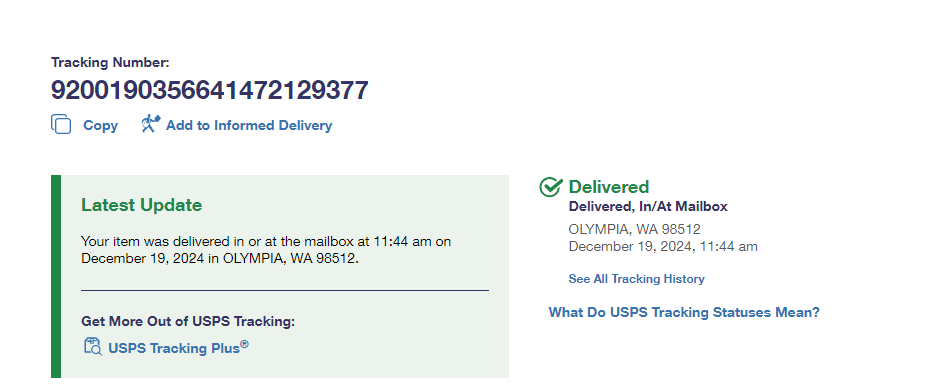 Tracking Number:
9200190356641472129377
Copy Add to Informed Delivery
Latest Update
Your item was delivered in or at the mailbox at 11:44 am on
December 19, 2024 in OLYMPIA, WA 98512.
Get More Out of USPS Tracking:
USPS Tracking Plus®
Delivered
Delivered, In/At Mailbox
OLYMPIA, WA 98512
December 19, 2024, 11:44 am
See All Tracking History
What Do USPS Tracking Statuses Mean?